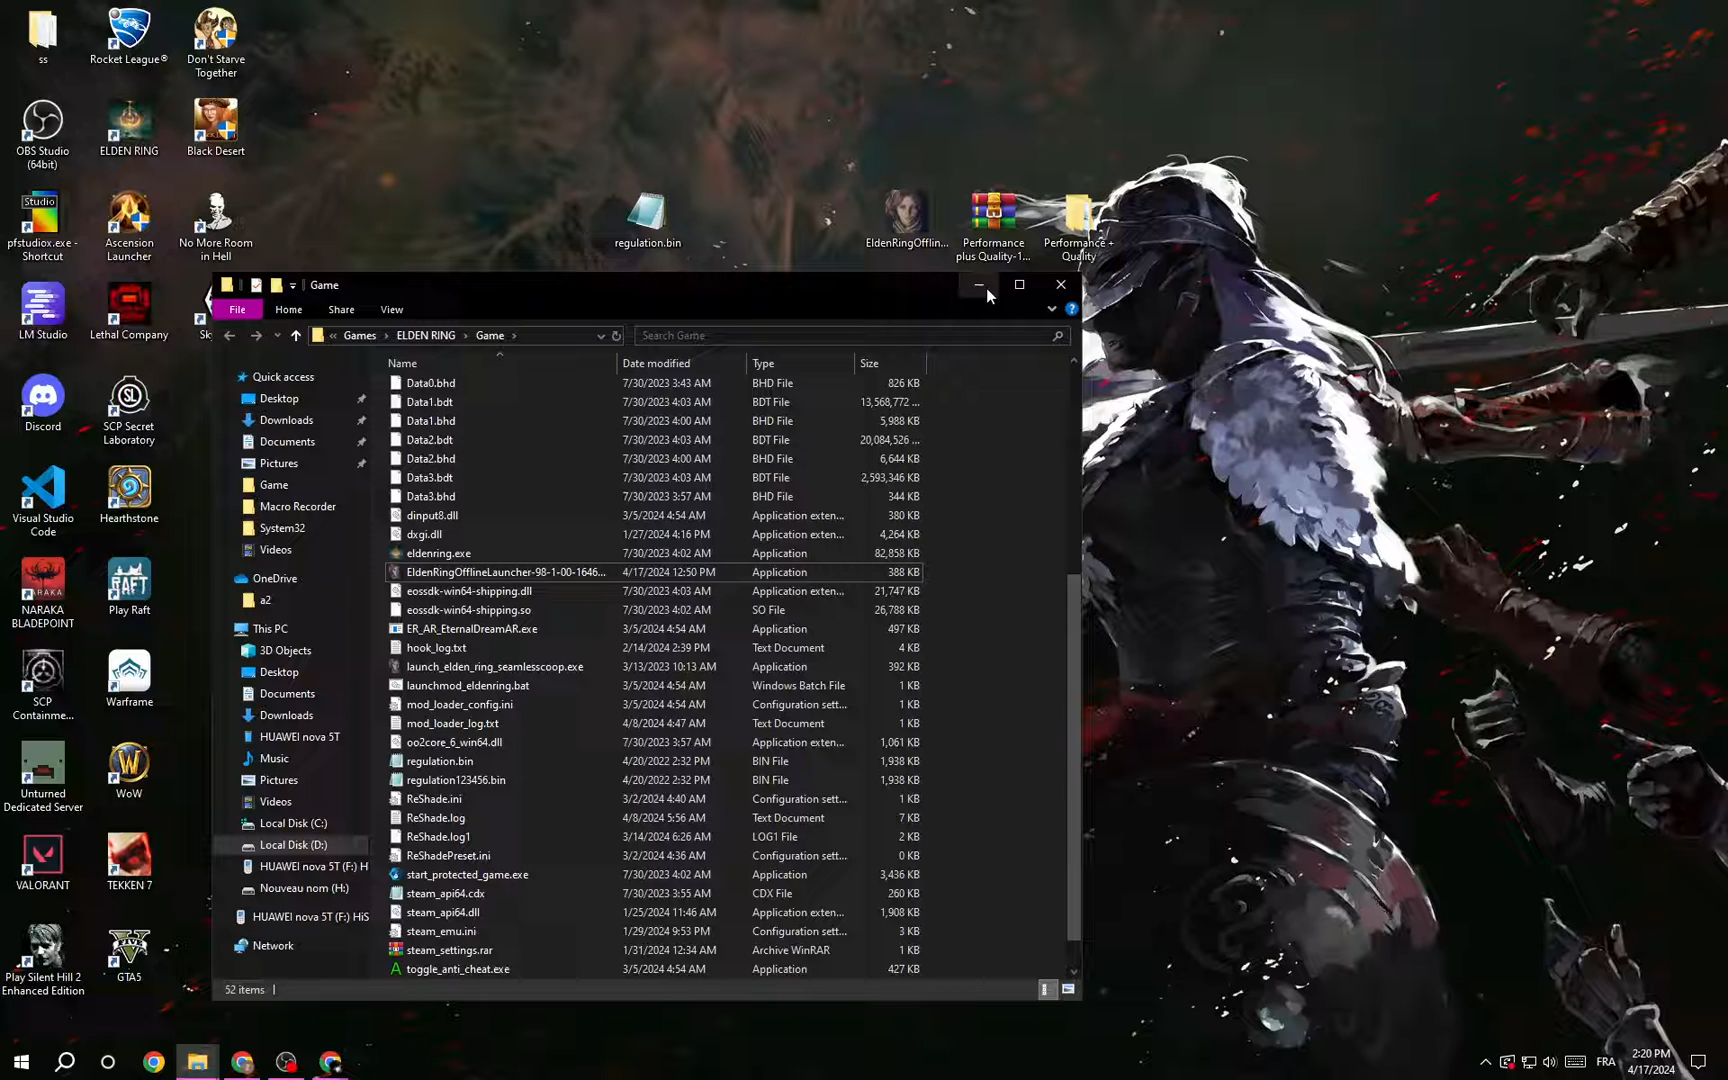 ss
Rocket League®
Don't Starve
Together
OBS Studio
(64bit)
ELDEN RING
Black Desert
Studio
pfstudiox.exe -
Shortcut
Ascension
Launcher
No More Room
in Hell
regulation.bin
EldenRingOfflin...
Performance
plus Quality-1...
Performance +
Quality
LM Studio
Lethal Company
Sk
Discord
SCP Secret
Laboratory
Visual Studio
Code
Hearthstone
NARAKA
BLADEPOINT
Play Raft
SCP
Containme...
Warframe
Unturned
Dedicated Server
WoW
VALORANT
TEKKEN 7
Play Silent Hill 2
Enhanced Edition
GTA5
Game
File Home Share View
« Games > ELDEN RING > Game >
Search Game
Name Date modified Type Size
Quick access
Desktop
Downloads
Documents
Pictures
Game
Macro Recorder
System32
Videos
OneDrive
a2
This PC
3D Objects
Desktop
Documents
Downloads
HUAWEI nova 5T
Music
Pictures
Videos
Local Disk (C:)
Local Disk (D:)
HUAWEI nova 5T (F:) H
Nouveau nom (H:)
HUAWEI nova 5T (F:) HiS
Network
Data0.bhd 7/30/2023 3:43 AM BHD File 826 KB
Data1.bdt 7/30/2023 4:03 AM BDT File 13,568,772 ...
Data1.bhd 7/30/2023 4:00 AM BHD File 5,988 KB
Data2.bdt 7/30/2023 4:03 AM BDT File 20,084,526 ...
Data2.bhd 7/30/2023 4:00 AM BHD File 6,644 KB
Data3.bdt 7/30/2023 4:03 AM BDT File 2,593,346 KB
Data3.bhd 7/30/2023 3:57 AM BHD File 344 KB
dinput8.dll 3/5/2024 4:54 AM Application exten... 380 KB
dxgi.dll 1/27/2024 4:16 PM Application exten... 4,264 KB
eldenring.exe 7/30/2023 4:02 AM Application 82,858 KB
EldenRingOfflineLauncher-98-1-00-1646... 4/17/2024 12:50 PM Application 388 KB
eossdk-win64-shipping.dll 7/30/2023 4:03 AM Application exten... 21,747 KB
eossdk-win64-shipping.so 7/30/2023 4:02 AM SO File 26,788 KB
ER_AR_EternalDreamAR.exe 3/5/2024 4:54 AM Application 497 KB
hook_log.txt 2/14/2024 2:39 PM Text Document 4 KB
launch_elden_ring_seamlesscoop.exe 3/13/2023 10:13 AM Application 392 KB
launchmod_eldenring.bat 3/5/2024 4:54 AM Windows Batch File 1 KB
mod_loader_config.ini 3/5/2024 4:54 AM Configuration sett... 1 KB
mod_loader_log.txt 4/8/2024 4:47 AM Text Document 1 KB
oo2core_6_win64.dll 7/30/2023 3:57 AM Application exten... 1,061 KB
regulation.bin 4/20/2022 2:32 PM BIN File 1,938 KB
regulation123456.bin 4/20/2022 2:32 PM BIN File 1,938 KB
ReShade.ini 3/2/2024 4:40 AM Configuration sett... 1 KB
ReShade.log 4/8/2024 5:56 AM Text Document 7 KB
ReShade.log1 3/14/2024 6:26 AM LOG1 File 2 KB
ReShadePreset.ini 3/2/2024 4:36 AM Configuration sett... 0 KB
start_protected_game.exe 7/30/2023 4:02 AM Application 3,436 KB
steam_api64.cdx 7/30/2023 3:55 AM CDX File 260 KB
steam_api64.dll 1/25/2024 11:46 AM Application exten... 1,908 KB
steam_emu.ini 1/29/2024 9:53 PM Configuration sett... 3 KB
steam_settings.rar 1/31/2024 12:34 AM Archive WinRAR 1 KB
toggle_anti_cheat.exe 3/5/2024 4:54 AM Application 427 KB
52 items
FRA
2:20 PM
4/17/2024